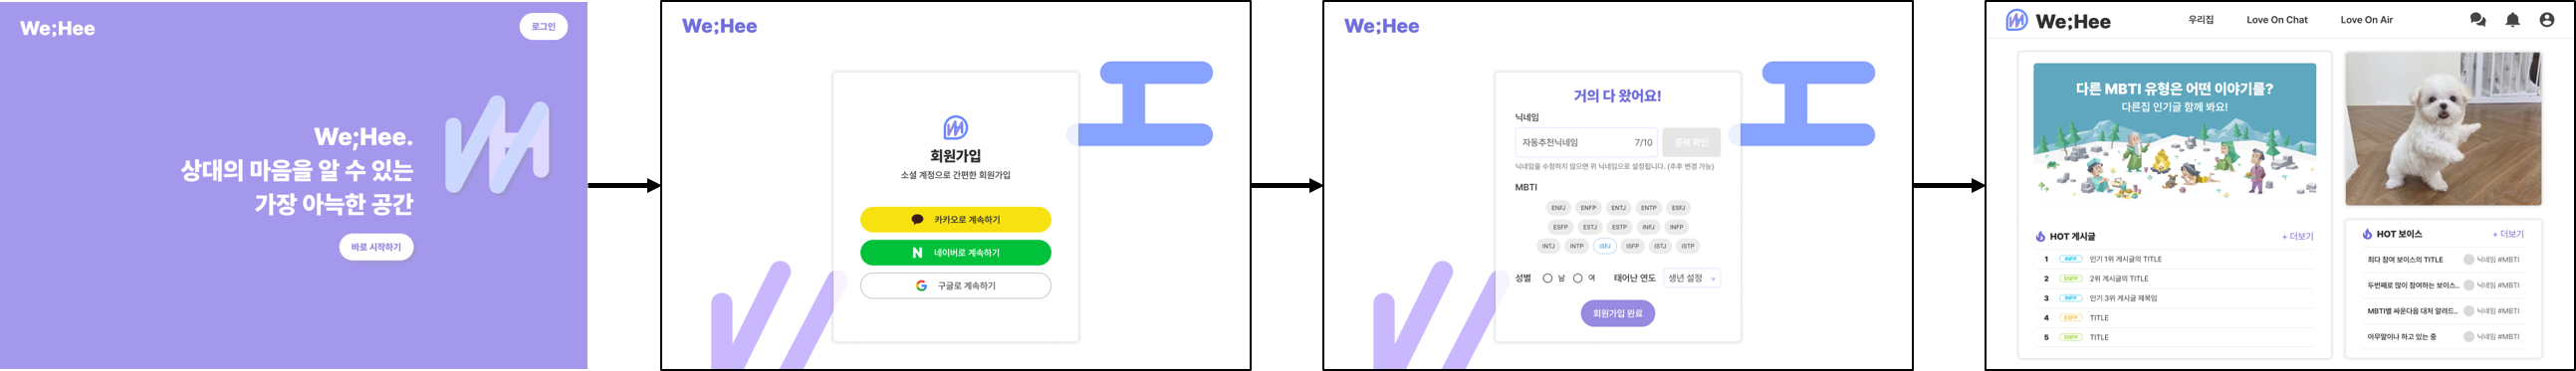 We;Hee
로그인
We;Hee.
상대의 마음을 알 수 있는
가장 아늑한 공간
바로 시작하기
We;Hee
회원가입
소셜 계정으로 간편한 회원가입
카카오로 계속하기
N 네이버로 계속하기
G 구글로 계속하기
We;Hee
거의 다 왔어요!
닉네임
자동추천닉네임 7/10 중복 확인
닉네임을 수정하지 않으면 위 닉네임으로 설정됩니다. (추후 변경 가능)
MBTI
ENFJ ENFP ENTJ ENTP ESFJ
ESFP ESTJ ESTP INFJ INFP
INTJ INTP ISFJ ISFP ISTJ ISTP
성별 남 여 태어난 연도 생년 설정
회원가입 완료
We;Hee 우리집 Love On Chat Love On Air
다른 MBTI 유형은 어떤 이야기를?
다른집 인기글 함께 봐요!
HOT 게시글 + 더보기
1 INFP 인기 1위 게시글의 TITLE
2 ENFP 2위 게시글의 TITLE
3 INFP 인기 3위 게시글 제목임
4 ESFP TITLE
5 ENFP TITLE
HOT 보이스 + 더보기
최다 참여 보이스의 TITLE 닉네임 #MBTI
두번째로 많이 참여하는 보이스... 닉네임 #MBTI
MBTI별 싸운다음 대처 알려드... 닉네임 #MBTI
아무말이나 하고 있는 중 닉네임 #MBTI